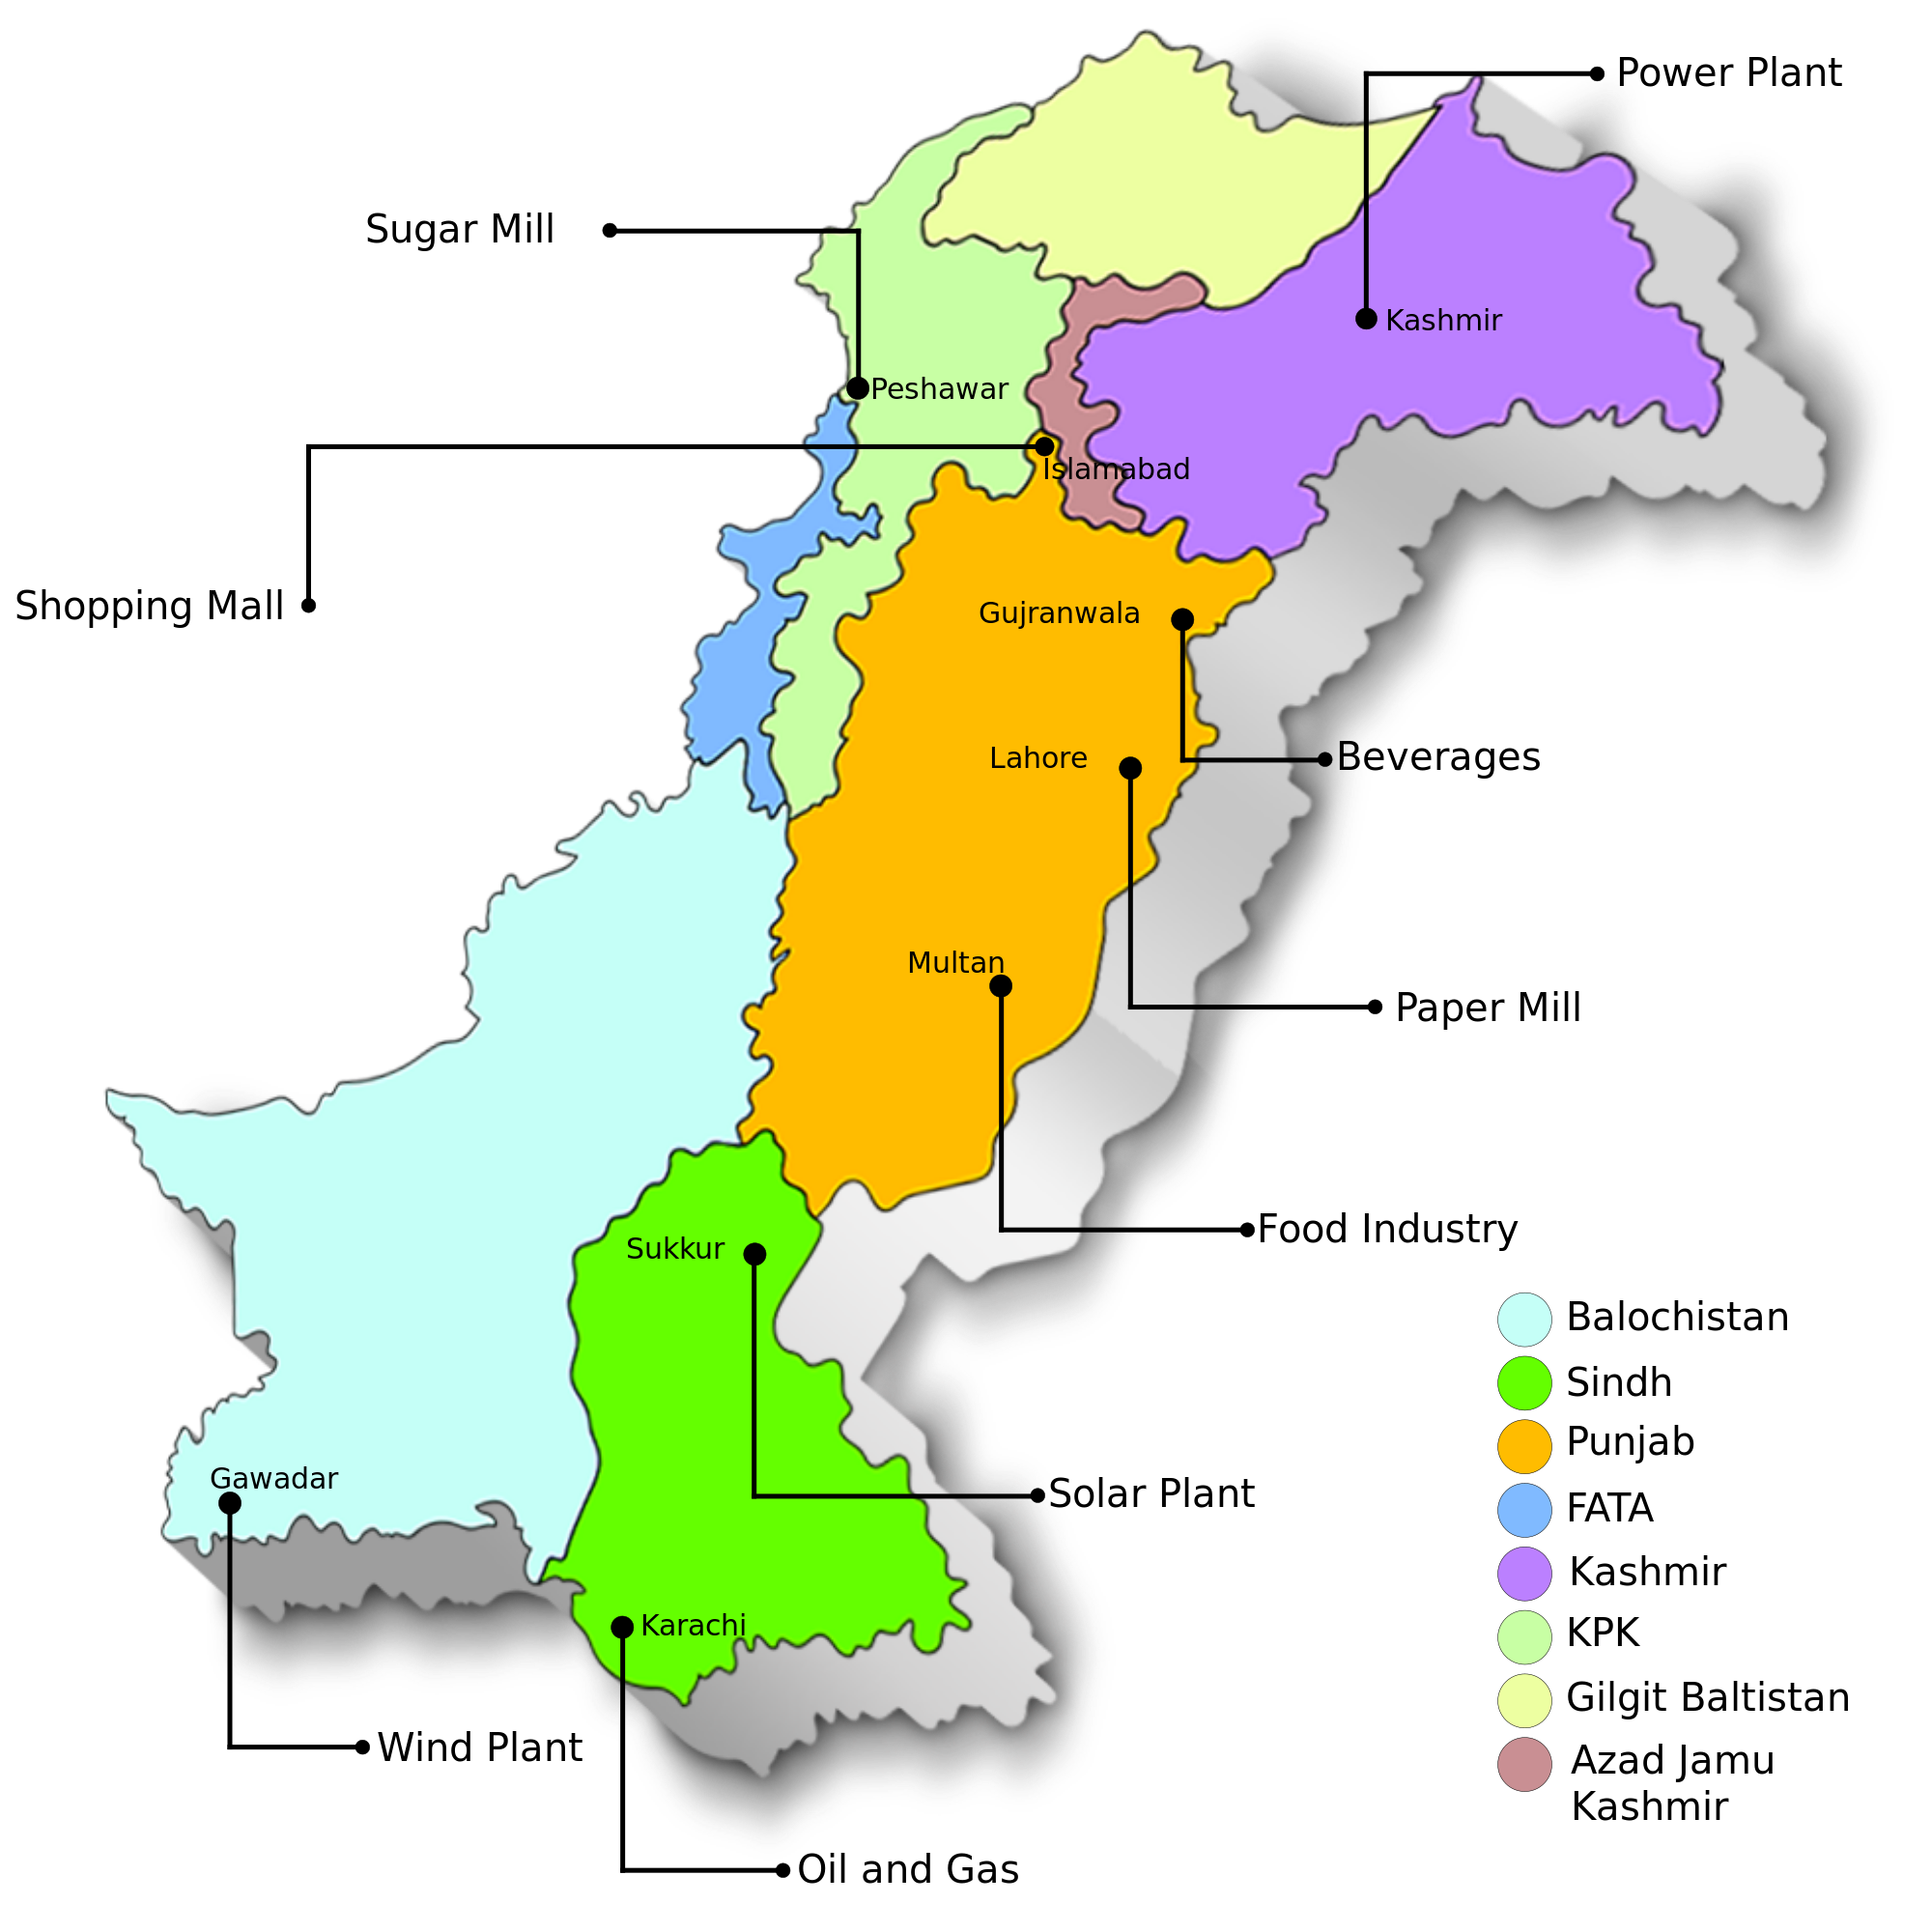 Power Plant
Sugar Mill
Kashmir
Peshawar
Islamabad
Shopping Mall
Gujranwala
Lahore
Beverages
Multan
Paper Mill
Food Industry
Sukkur
Balochistan
Sindh
Punjab
Gawadar
Solar Plant
FATA
Kashmir
Karachi
KPK
Gilgit Baltistan
Wind Plant
Azad Jamu
Kashmir
Oil and Gas